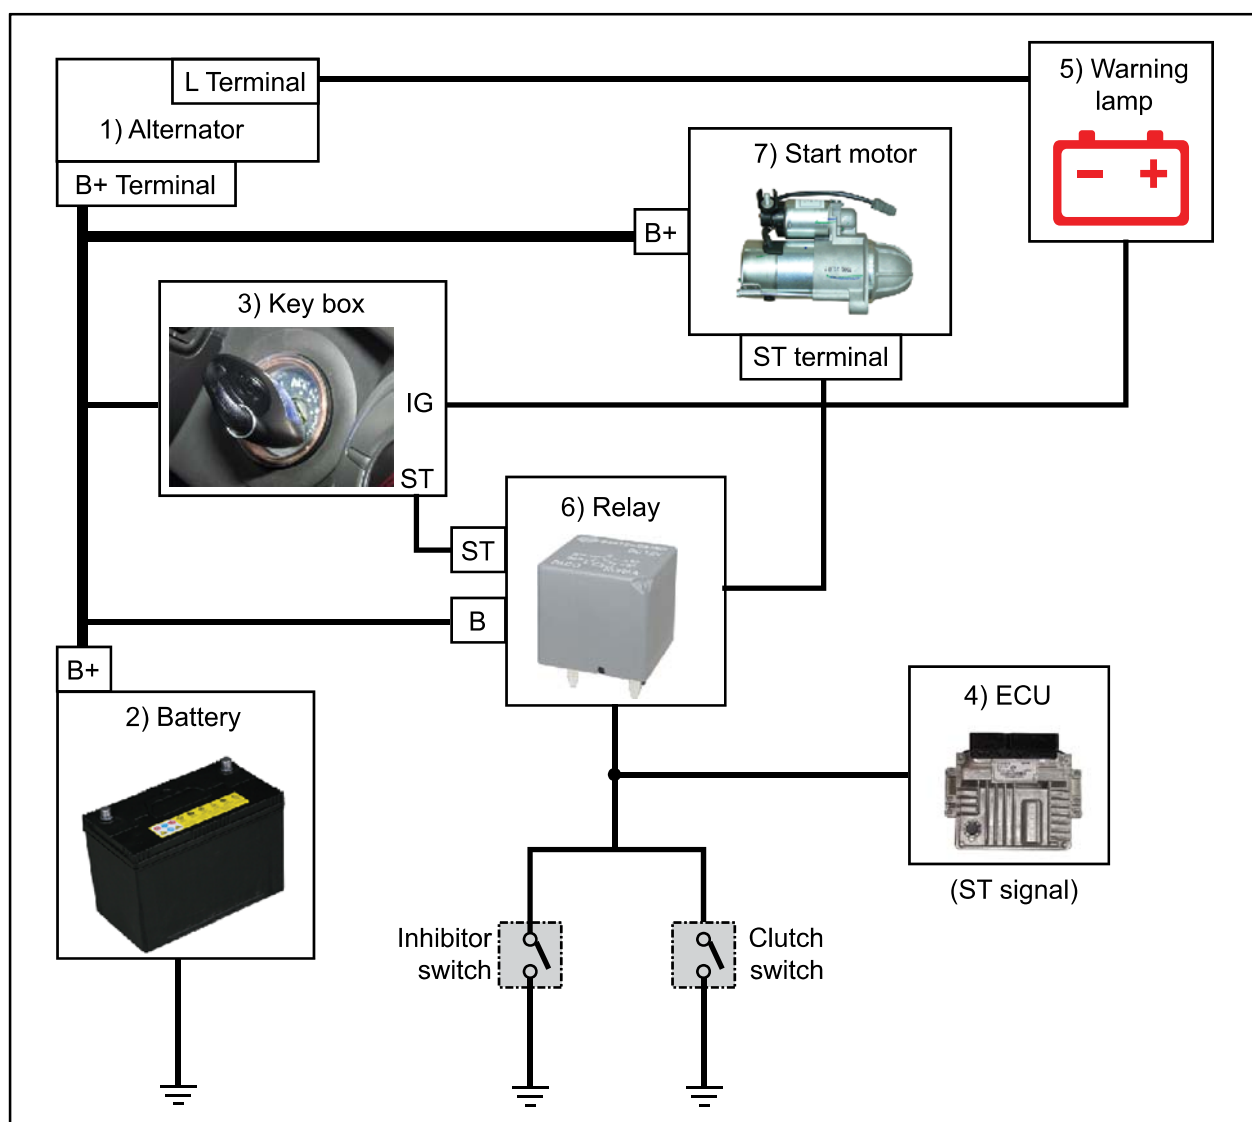 L Terminal
1) Alternator
B+ Terminal
5) Warning
lamp
7) Start motor
B+
ST terminal
3) Key box
IG
ST
6) Relay
ST
B
B+
2) Battery
4) ECU
(ST signal)
Inhibitor
switch
Clutch
switch